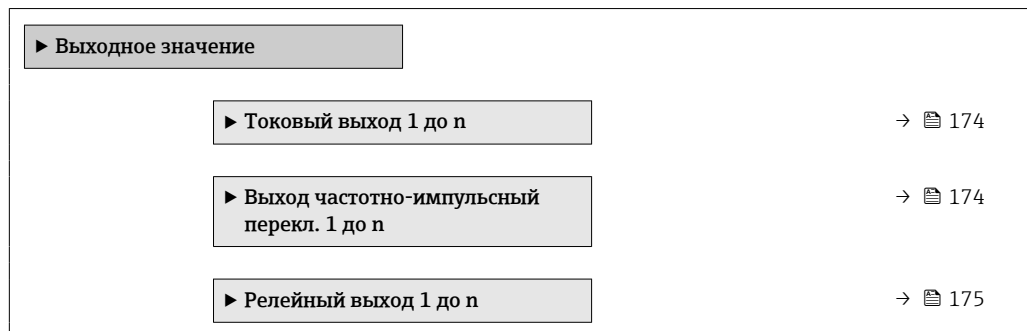 ▶ Выходное значение
▶ Токовый выход 1 до n → 174
▶ Выход частотно-импульсный → 174
перекл. 1 до n
▶ Релейный выход 1 до n → 175